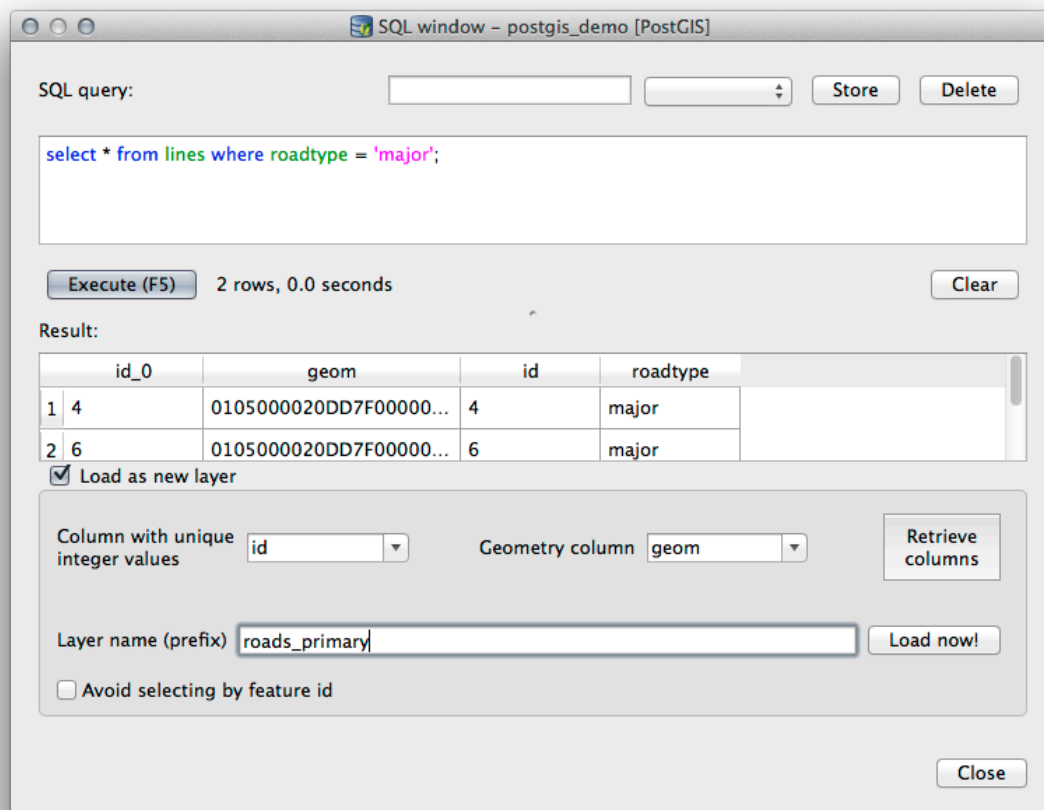 SQL window – postgis_demo [PostGIS]
SQL query:
Store
Delete
select * from lines where roadtype = 'major';
Execute (F5)
2 rows, 0.0 seconds
Clear
Result:
id_0 geom id roadtype
1 4 0105000020DD7F00000... 4 major
2 6 0105000020DD7F00000... 6 major
Load as new layer
Column with unique
integer values
id
Geometry column
geom
Retrieve
columns
Layer name (prefix)
roads_primary
Load now!
Avoid selecting by feature id
Close